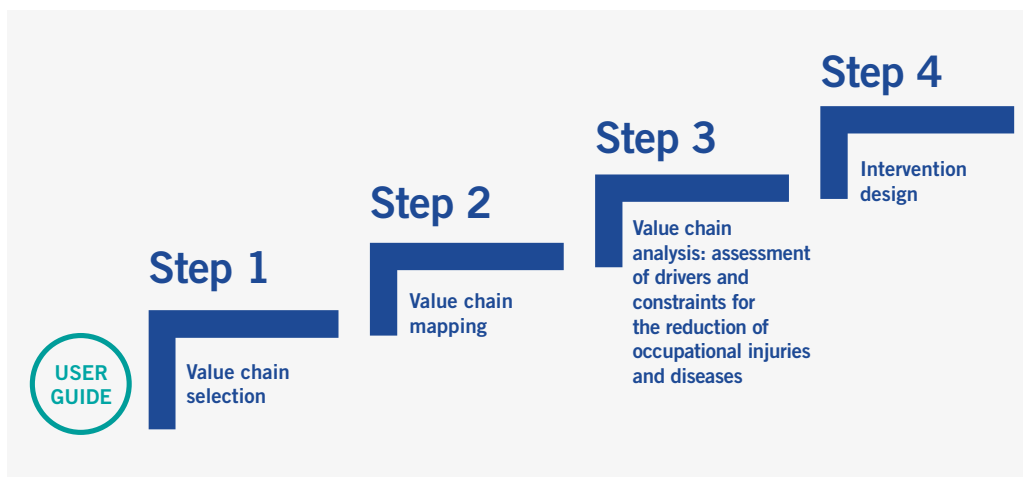 USER
GUIDE
Step 1
Value chain
selection
Step 2
Value chain
mapping
Step 3
Value chain
analysis: assessment
of drivers and
constraints for
the reduction of
occupational injuries
and diseases
Step 4
Intervention
design